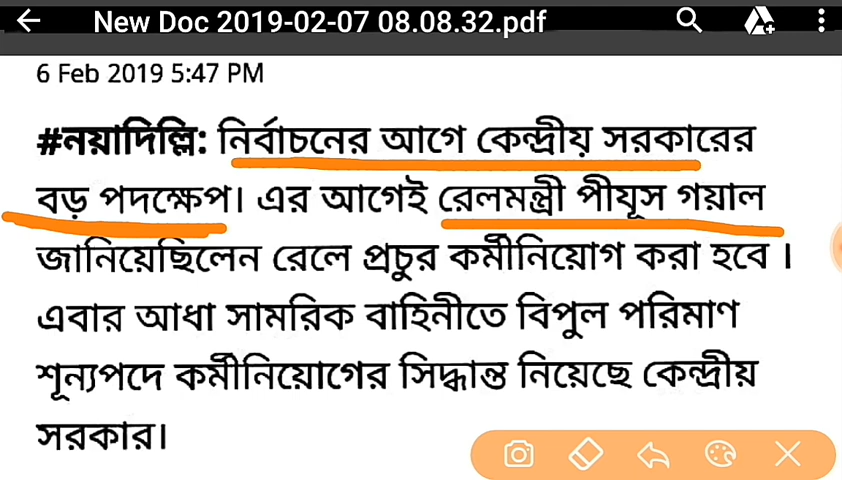 New Doc 2019-02-07 08.08.32.pdf
6 Feb 2019 5:47 PM
#নয়াদিল্লি: নির্বাচনের আগে কেন্দ্রীয় সরকারের
বড় পদক্ষেপ। এর আগেই রেলমন্ত্রী পীযূস গয়াল
জানিয়েছিলেন রেলে প্রচুর কর্মীনিয়োগ করা হবে ।
এবার আধা সামরিক বাহিনীতে বিপুল পরিমাণ
শূন্যপদে কর্মীনিয়োগের সিদ্ধান্ত নিয়েছে কেন্দ্রীয়
সরকার।